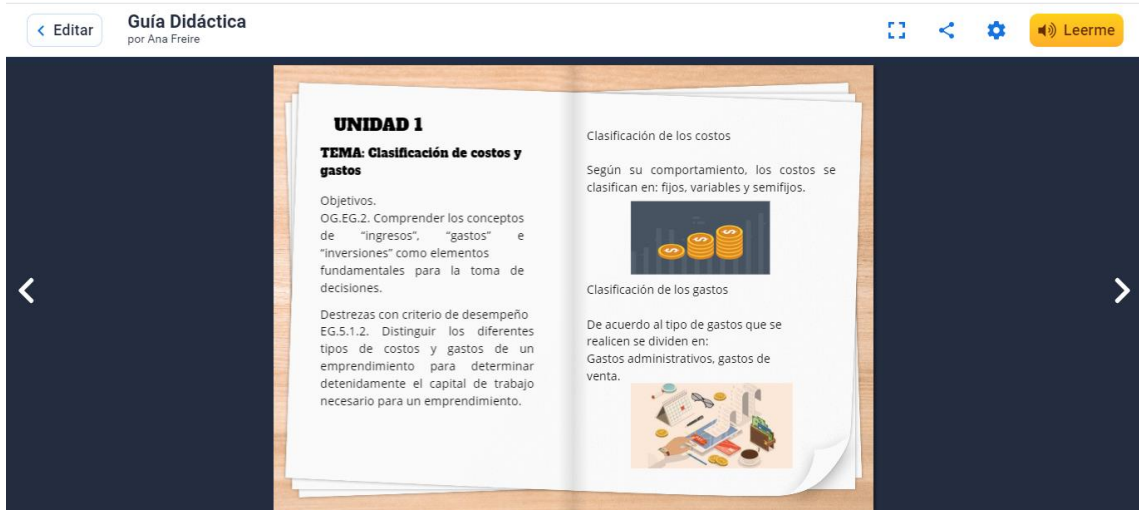 Editar
Guía Didáctica
por Ana Freire
Leerme
UNIDAD 1
TEMA: Clasificación de costos y
gastos
Objetivos.
OG.EG.2. Comprender los conceptos
de “ingresos”, “gastos” e
“inversiones” como elementos
fundamentales para la toma de
decisiones.
Destrezas con criterio de desempeño
EG.5.1.2. Distinguir los diferentes
tipos de costos y gastos de un
emprendimiento para determinar
detenidamente el capital de trabajo
necesario para un emprendimiento.
Clasificación de los costos
Según su comportamiento, los costos se
clasifican en: fijos, variables y semifijos.
Clasificación de los gastos
De acuerdo al tipo de gastos que se
realicen se dividen en:
Gastos administrativos, gastos de
venta.